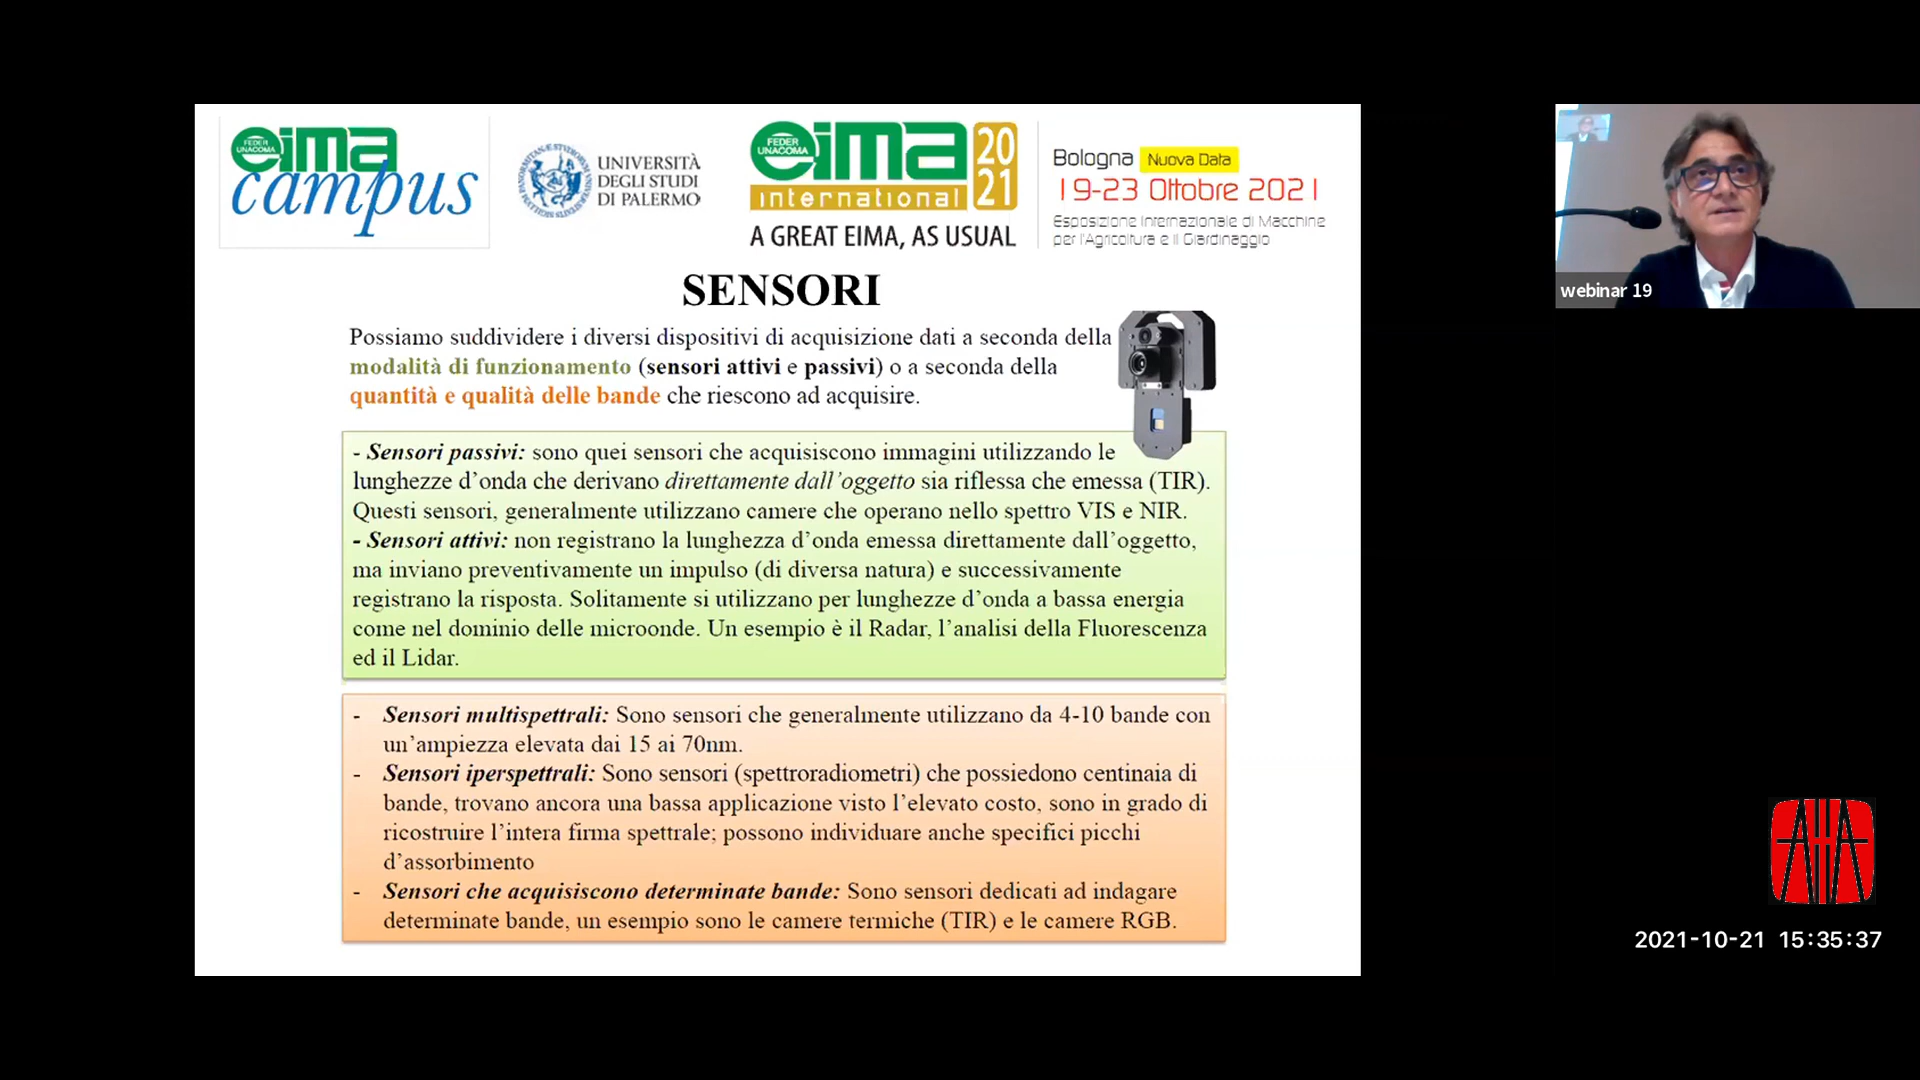 FEDER UNACOMA
eima
campus
UNIVERSITÀ
DEGLI STUDI
DI PALERMO
FEDER UNACOMA
eima
international
20
21
A GREAT EIMA, AS USUAL
Bologna Nuova Data
19-23 Ottobre 2021
Esposizione Internazionale di Macchine
per l'Agricoltura e il Giardinaggio
SENSORI
Possiamo suddividere i diversi dispositivi di acquisizione dati a seconda della
modalità di funzionamento (sensori attivi e passivi) o a seconda della
quantità e qualità delle bande che riescono ad acquisire.
- Sensori passivi: sono quei sensori che acquisiscono immagini utilizzando le
lunghezze d’onda che derivano direttamente dall’oggetto sia riflessa che emessa (TIR).
Questi sensori, generalmente utilizzano camere che operano nello spettro VIS e NIR.
- Sensori attivi: non registrano la lunghezza d’onda emessa direttamente dall’oggetto,
ma inviano preventivamente un impulso (di diversa natura) e successivamente
registrano la risposta. Solitamente si utilizzano per lunghezze d’onda a bassa energia
come nel dominio delle microonde. Un esempio è il Radar, l’analisi della Fluorescenza
ed il Lidar.
- Sensori multispettrali: Sono sensori che generalmente utilizzano da 4-10 bande con
un’ampiezza elevata dai 15 ai 70nm.
- Sensori iperspettrali: Sono sensori (spettroradiometri) che possiedono centinaia di
bande, trovano ancora una bassa applicazione visto l’elevato costo, sono in grado di
ricostruire l’intera firma spettrale; possono individuare anche specifici picchi
d’assorbimento
- Sensori che acquisiscono determinate bande: Sono sensori dedicati ad indagare
determinate bande, un esempio sono le camere termiche (TIR) e le camere RGB.
webinar 19
2021-10-21 15:35:37